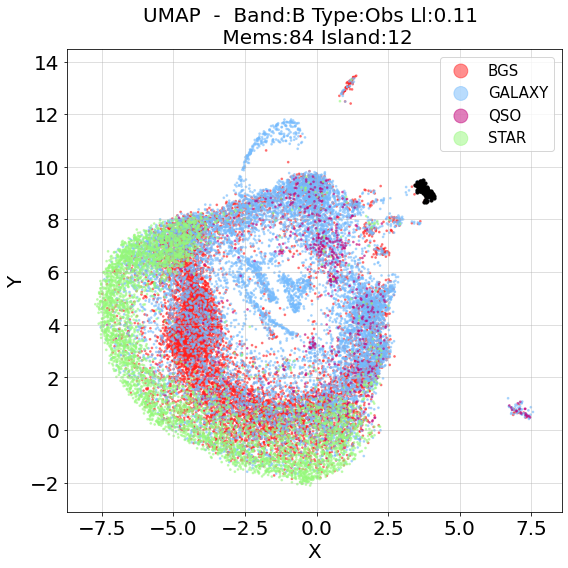 UMAP - Band:B Type:Obs Ll:0.11
Mems:84 Island:12
14
12
10
8
6
4
2
0
−2
Y
BGS
GALAXY
QSO
STAR
−7.5 −5.0 −2.5 0.0 2.5 5.0 7.5
X